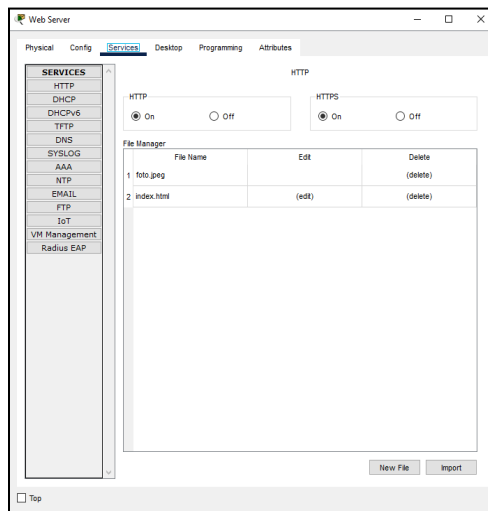 Web Server
Physical Config Services Desktop Programming Attributes
SERVICES
HTTP
DHCP
DHCPv6
TFTP
DNS
SYSLOG
AAA
NTP
EMAIL
FTP
IoT
VM Management
Radius EAP
HTTP
HTTP
On Off
HTTPS
On Off
File Manager
File Name Edit Delete
1 foto.jpeg (delete)
2 index.html (edit) (delete)
New File Import
Top